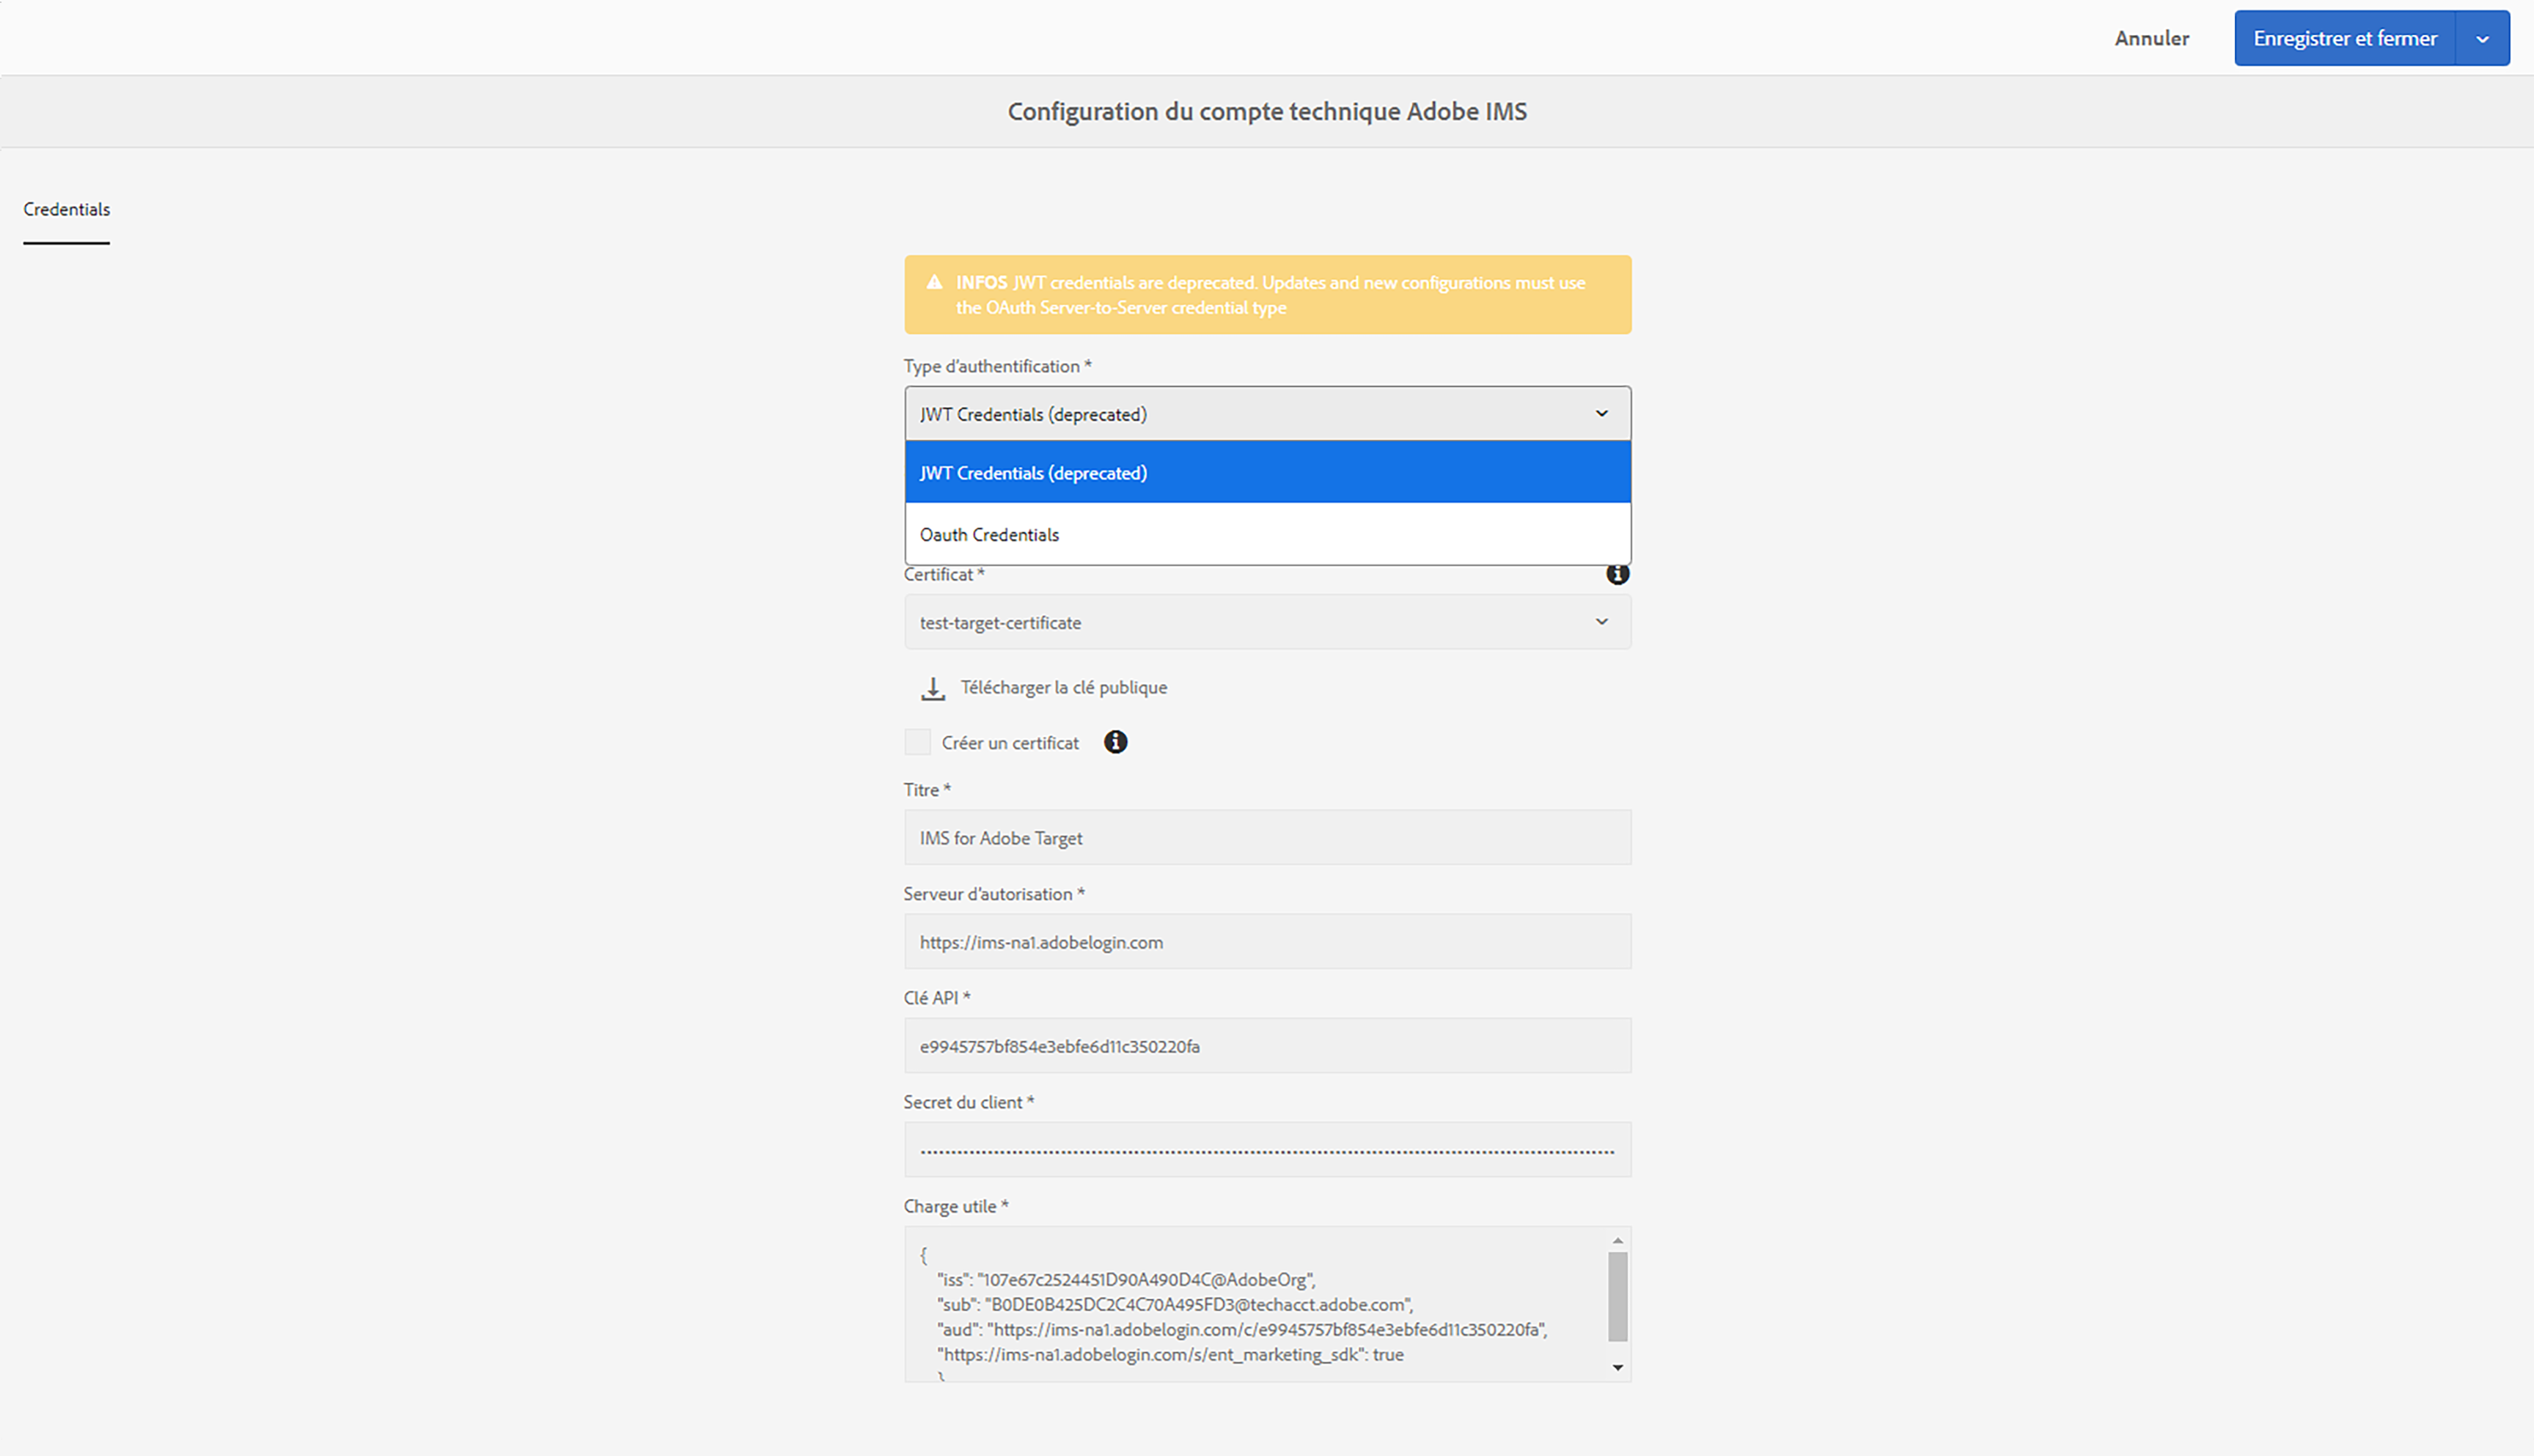 Annuler
Enregistrer et fermer
Configuration du compte technique Adobe IMS
Credentials
INFOS JWT credentials are deprecated. Updates and new configurations must use
the OAuth Server-to-Server credential type
Type d'authentification *
JWT Credentials (deprecated)
JWT Credentials (deprecated)
Oauth Credentials
Certificat *
test-target-certificate
Télécharger la clé publique
Créer un certificat
Titre *
IMS for Adobe Target
Serveur d'autorisation *
https://ims-na1.adobelogin.com
Clé API *
e9945757bf854e3ebfe6d11c350220fa
Secret du client *
Charge utile *
{
"iss": "107e67c2524451D90A490D4C@AdobeOrg",
"sub": "B0DE0B425DC2C4C70A495FD3@techacct.adobe.com",
"aud": "https://ims-na1.adobelogin.com/c/e9945757bf854e3ebfe6d11c350220fa",
"https://ims-na1.adobelogin.com/s/ent_marketing_sdk": true
}